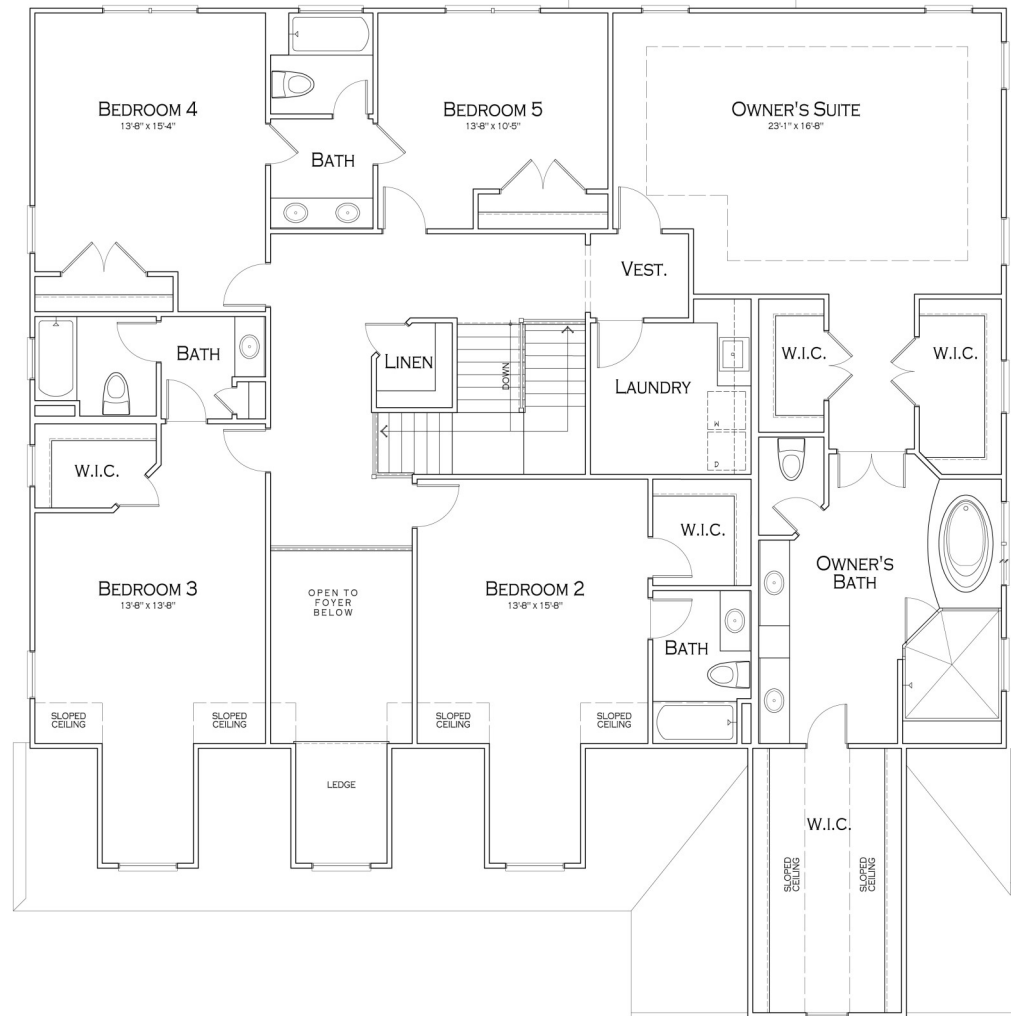 BEDROOM 4
13'-8" x 15'-4"
BEDROOM 5
13'-8" x 10'-5"
OWNER'S SUITE
23'-1" x 16'-8"
BATH
VEST.
BATH
LINEN
DOWN
LAUNDRY
W.I.C.
W.I.C.
W
D
W.I.C.
W.I.C.
BEDROOM 3
13'-8" x 13'-8"
OPEN TO
FOYER
BELOW
BEDROOM 2
13'-8" x 15'-8"
OWNER'S
BATH
BATH
SLOPED
CEILING
SLOPED
CEILING
SLOPED
CEILING
SLOPED
CEILING
LEDGE
W.I.C.
SLOPED
CEILING
SLOPED
CEILING